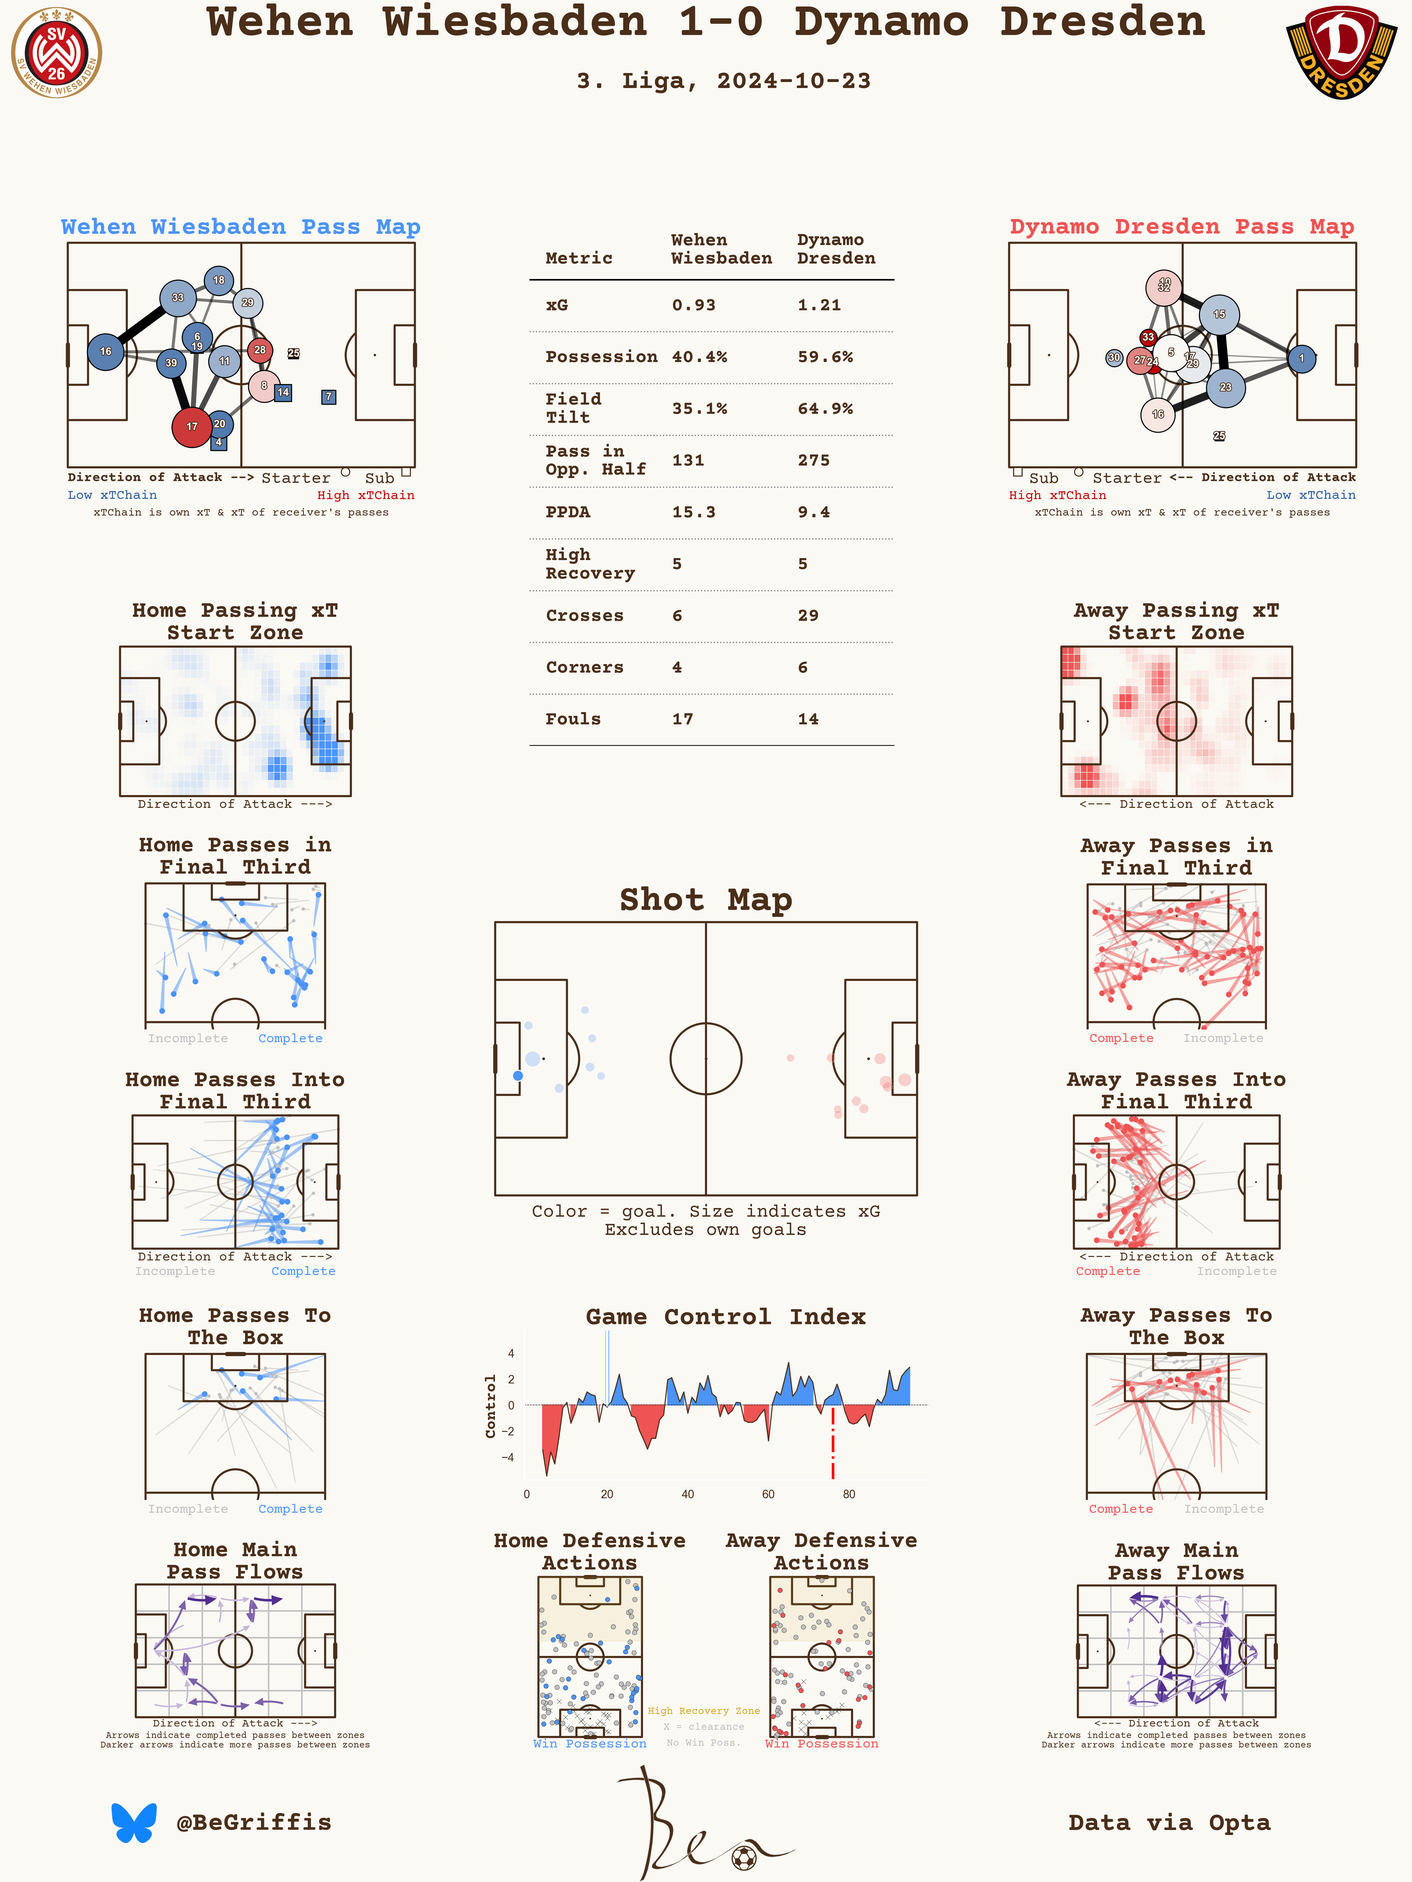 Wehen Wiesbaden 1-0 Dynamo Dresden
3. Liga, 2024-10-23
SV
26
SV WEHEN WIESBADEN
D
DRESDEN
Wehen Wiesbaden Pass Map
16
33
18
29
6
19
39
11
28
25
8
14
7
17
20
4
Direction of Attack --> Starter Sub
Low xTChain High xTChain
xTChain is own xT & xT of receiver's passes
Metric Wehen Wiesbaden Dynamo Dresden
xG 0.93 1.21
Possession 40.4% 59.6%
Field Tilt 35.1% 64.9%
Pass in Opp. Half 131 275
PPDA 15.3 9.4
High Recovery 5 5
Crosses 6 29
Corners 4 6
Fouls 17 14
Dynamo Dresden Pass Map
32
15
33
30
27
24
5
17
29
1
23
16
25
Sub Starter <-- Direction of Attack
High xTChain Low xTChain
xTChain is own xT & xT of receiver's passes
Home Passing xT
Start Zone
Direction of Attack --->
Away Passing xT
Start Zone
<--- Direction of Attack
Home Passes in
Final Third
Incomplete Complete
Away Passes in
Final Third
Complete Incomplete
Shot Map
Color = goal. Size indicates xG
Excludes own goals
Home Passes Into
Final Third
Direction of Attack --->
Incomplete Complete
Away Passes Into
Final Third
<--- Direction of Attack
Complete Incomplete
Home Passes To
The Box
Incomplete Complete
Game Control Index
Control
4
2
0
−2
−4
0 20 40 60 80
Away Passes To
The Box
Complete Incomplete
Home Main
Pass Flows
Direction of Attack --->
Arrows indicate completed passes between zones
Darker arrows indicate more passes between zones
Home Defensive
Actions
Win Possession
High Recovery Zone
X = clearance
No Win Poss.
Away Defensive
Actions
Win Possession
Away Main
Pass Flows
<--- Direction of Attack
Arrows indicate completed passes between zones
Darker arrows indicate more passes between zones
@BeGriffis
Ben
Data via Opta